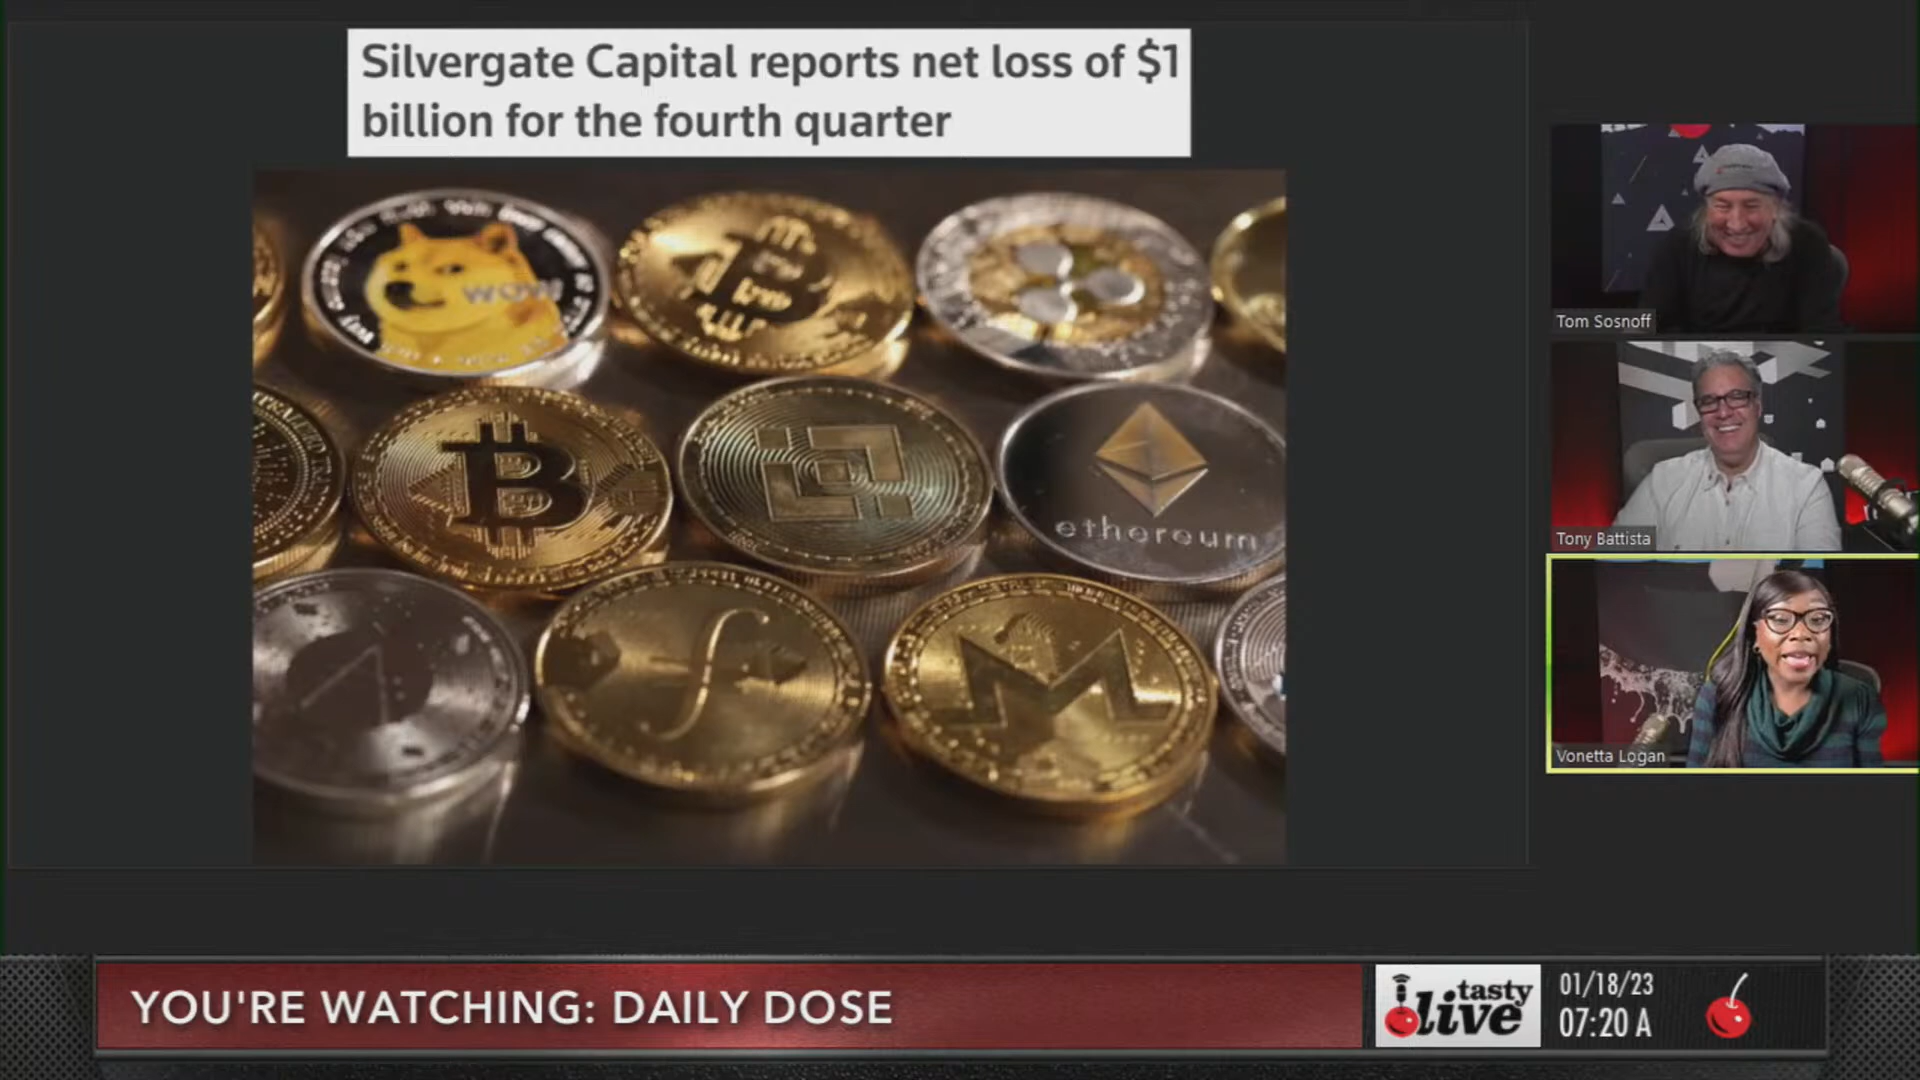 Silvergate Capital reports net loss of $1
billion for the fourth quarter
WOW
ethereum
Tom Sosnoff
Tony Battista
Vonetta Logan
YOU'RE WATCHING: DAILY DOSE
tasty
live
01/18/23
07:20 A